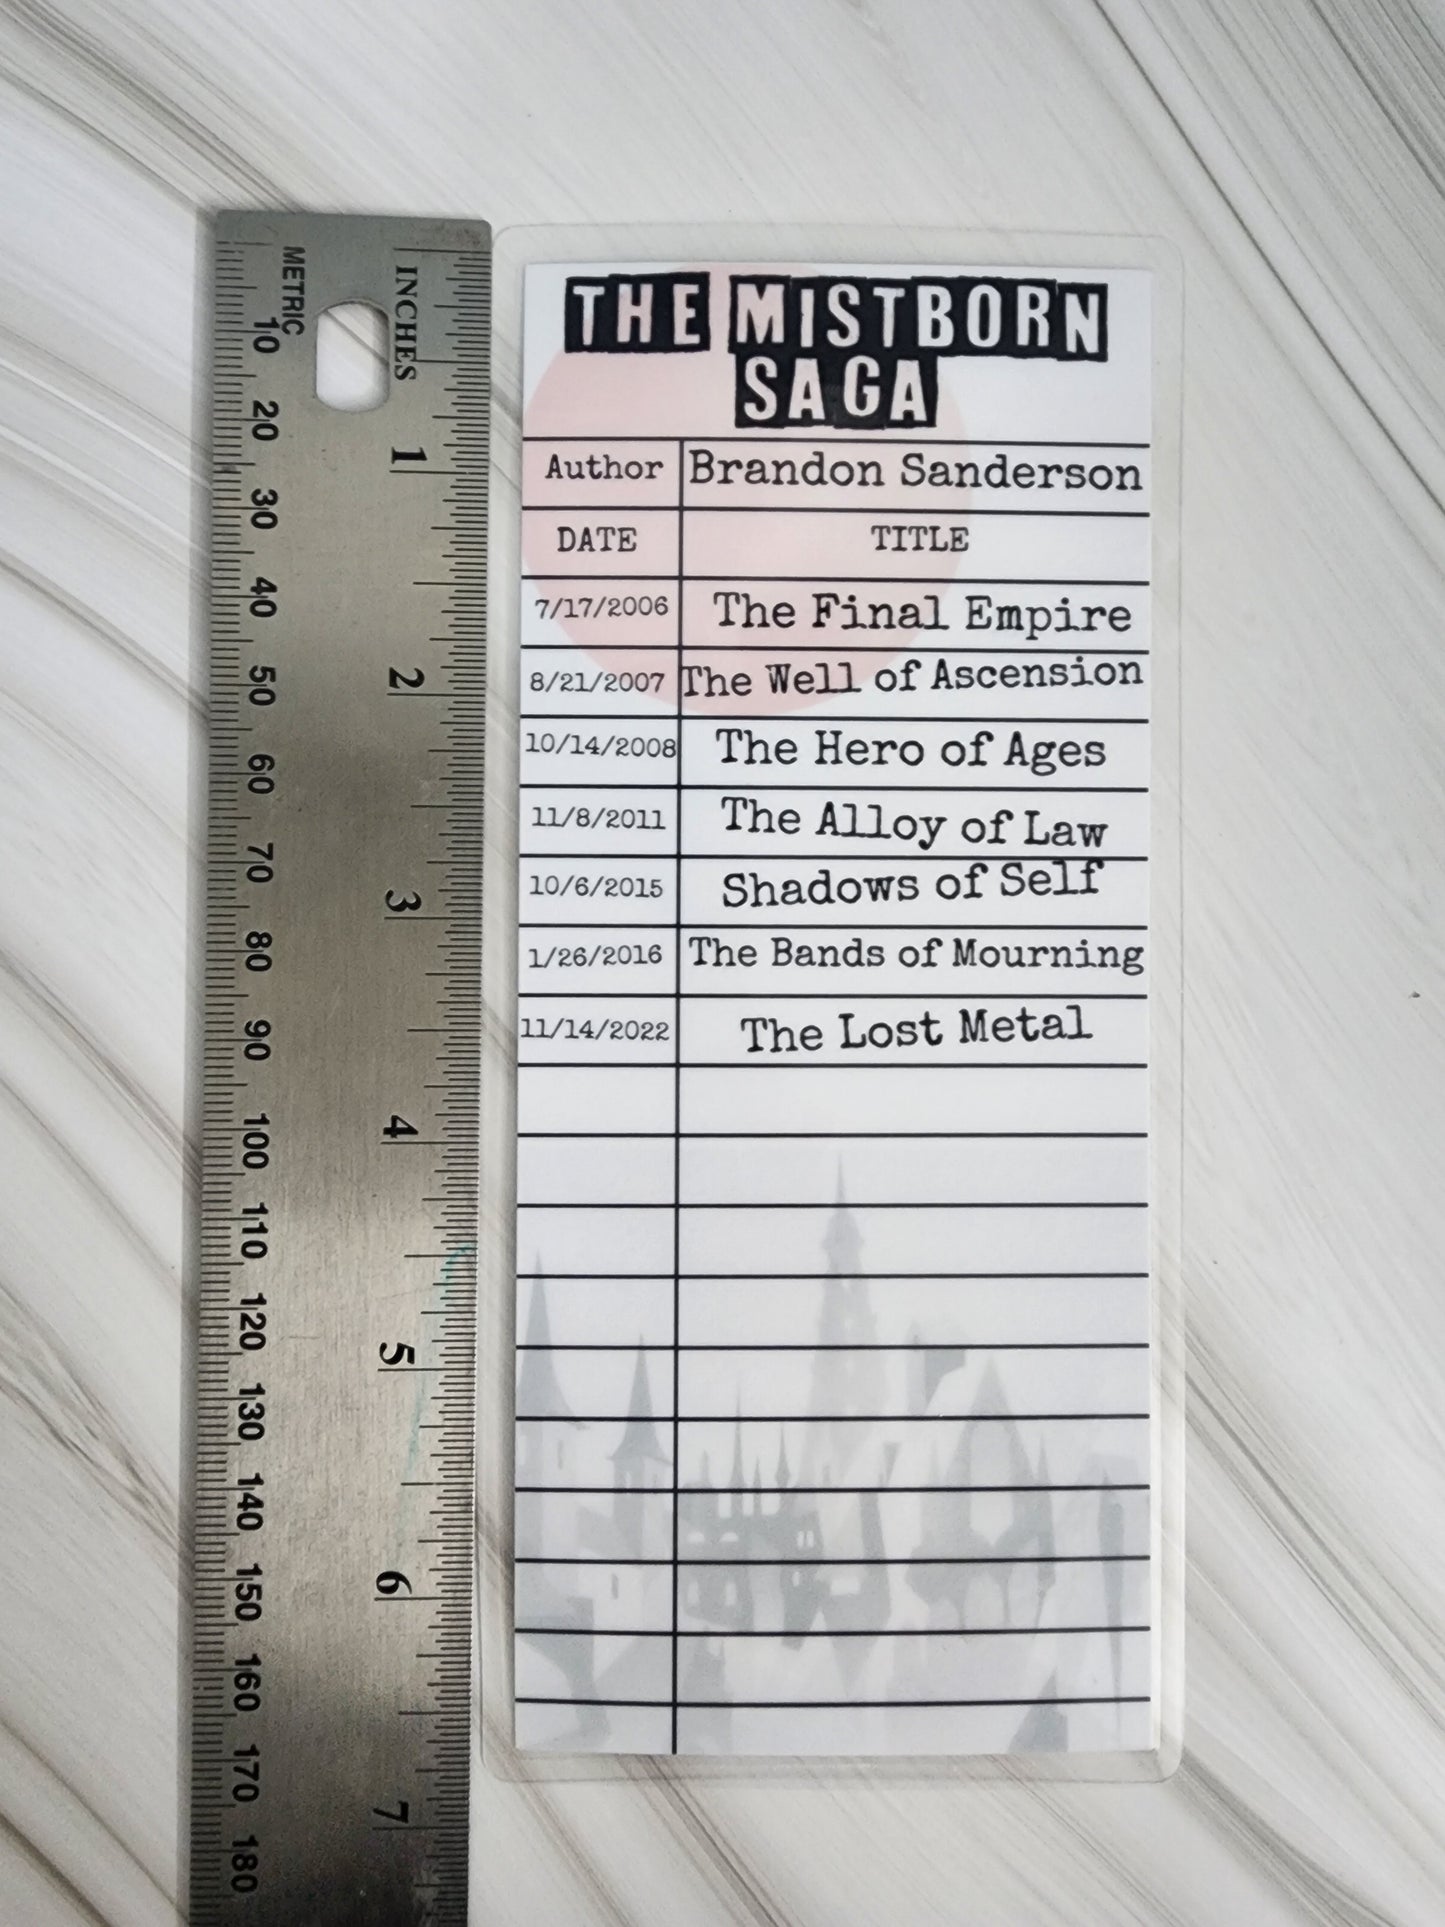 METRIC
INCHES
10
20
30
40
50
60
70
80
90
100
110
120
130
140
150
160
170
180
1
2
3
4
5
6
7
THE MISTBORN
SAGA
Author Brandon Sanderson
DATE TITLE
7/17/2006 The Final Empire
8/21/2007 The Well of Ascension
10/14/2008 The Hero of Ages
11/8/2011 The Alloy of Law
10/6/2015 Shadows of Self
1/26/2016 The Bands of Mourning
11/14/2022 The Lost Metal